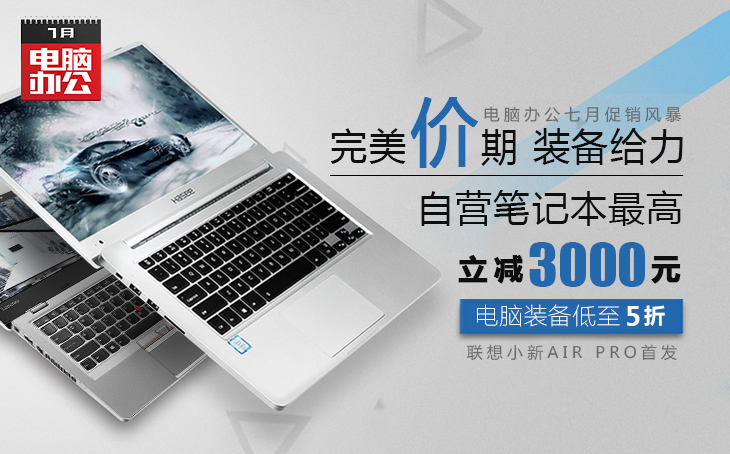 7月
电脑
办公
电脑办公七月促销风暴
完美价期 装备给力
自营笔记本最高
立减3000元
电脑装备低至5折
联想小新AIR PRO首发
Hasee